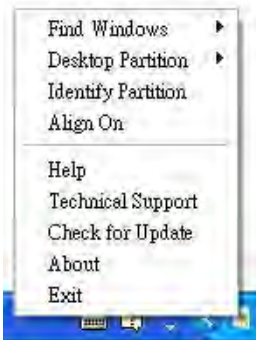 Find Windows
Desktop Partition
Identify Partition
Align On
Help
Technical Support
Check for Update
About
Exit